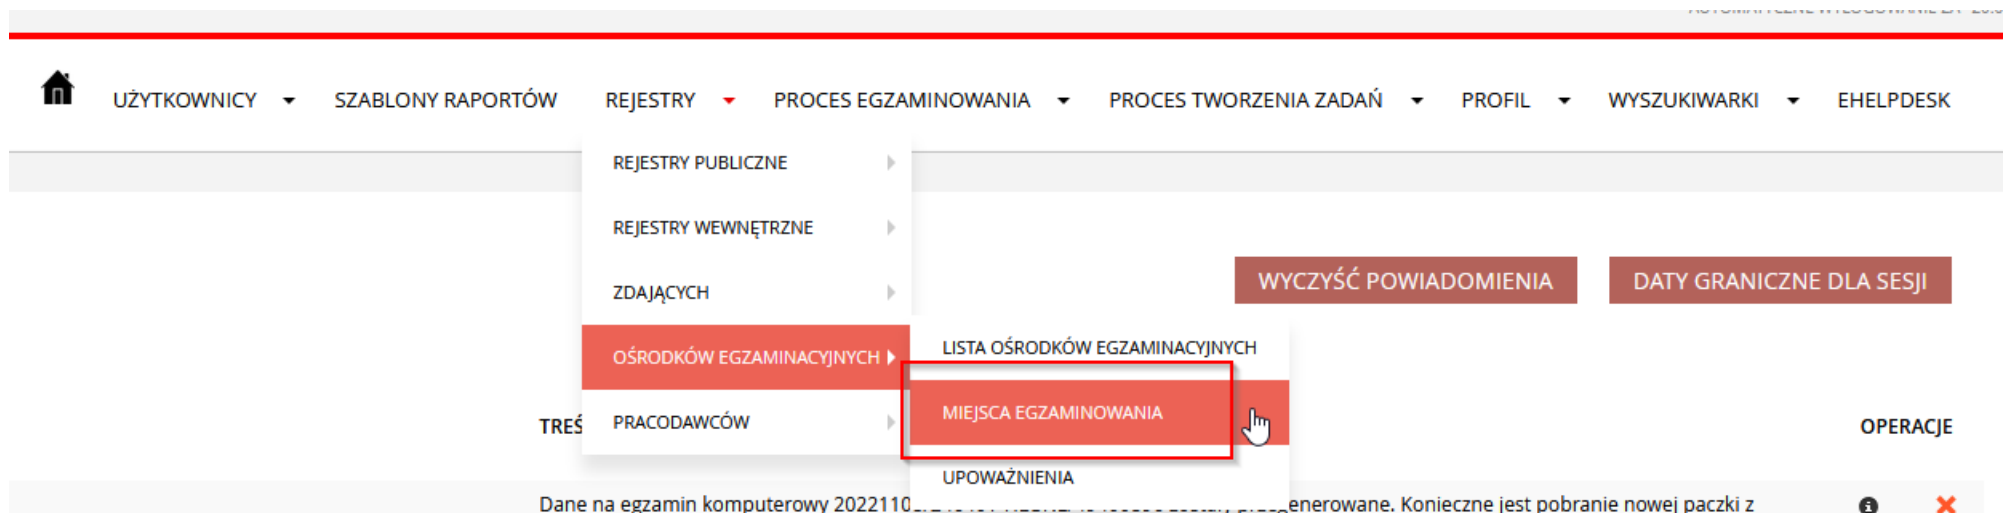 UŻYTKOWNICY SZABLONY RAPORTÓW REJESTRY PROCES EGZAMINOWANIA PROCES TWORZENIA ZADAŃ PROFIL WYSZUKIWARKI EHELPDESK
REJESTRY PUBLICZNE
REJESTRY WEWNĘTRZNE
ZDAJĄCYCH
OŚRODKÓW EGZAMINACYJNYCH
PRACODAWCÓW
LISTA OŚRODKÓW EGZAMINACYJNYCH
MIEJSCA EGZAMINOWANIA
UPOWAŻNIENIA
WYCZYŚĆ POWIADOMIENIA DATY GRANICZNE DLA SESJI
OPERACJE
Dane na egzamin komputerowy Konieczne jest pobranie nowej paczki z